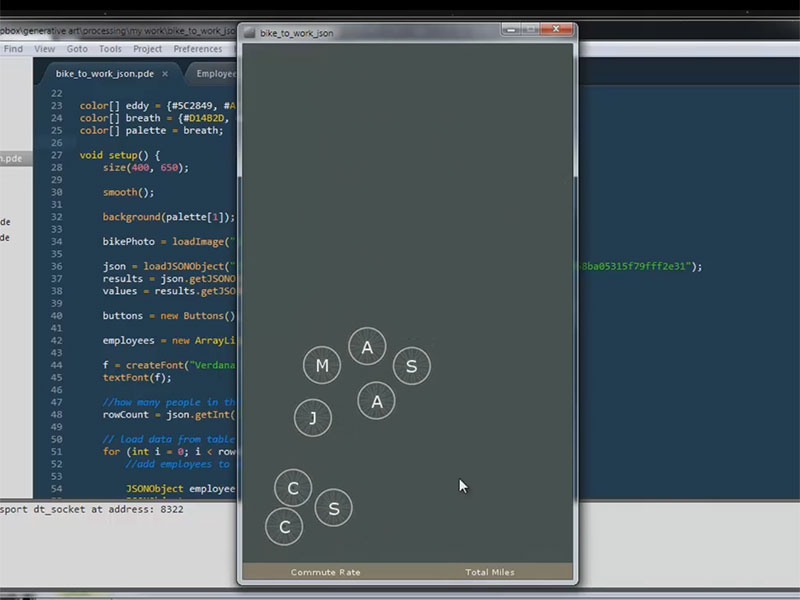 pbox\generative art\processing\my work\bike_to_work_jso
Find View Goto Tools Project Preferences
bike_to_work_json.pde × Employee
n.pde
de
de
22
23 color[] eddy = {#5C2849, #A
24 color[] breath = {#D14B2D,
25 color[] palette = breath;
26
27 void setup() {
28 size(400, 650);
29
30 smooth();
31
32 background(palette[1]);
33
34 bikePhoto = loadImage("
35
36 json = loadJSONObject(" 8ba05315f79fff2e31");
37 results = json.getJSONO
38 values = results.getJSO
39
40 buttons = new Buttons()
41
42 employees = new ArrayLi
43
44 f = createFont("Verdana
45 textFont(f);
46
47 //how many people in th
48 rowCount = json.getInt(
49
50 // load data from table
51 for (int i = 0; i < row
52 //add employees to
53
54 JSONObject employee
sport dt_socket at address: 8322
bike_to_work_json
A
M
S
A
J
C
S
C
Commute Rate Total Miles